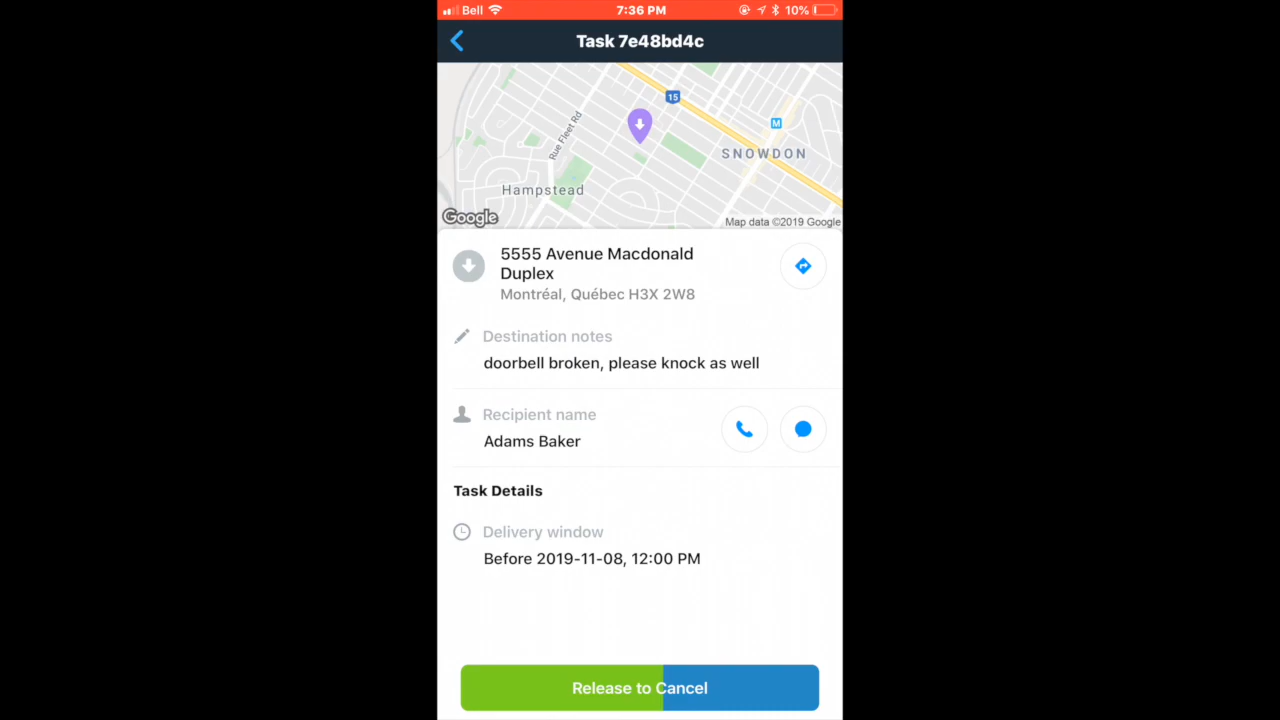 Bell 7:36 PM 10%
Task 7e48bd4c
15
Rue Fleet Rd
M
SNOWDON
Hampstead
Google
Map data ©2019 Google
5555 Avenue Macdonald
Duplex
Montréal, Québec H3X 2W8
Destination notes
doorbell broken, please knock as well
Recipient name
Adams Baker
Task Details
Delivery window
Before 2019-11-08, 12:00 PM
Release to Cancel